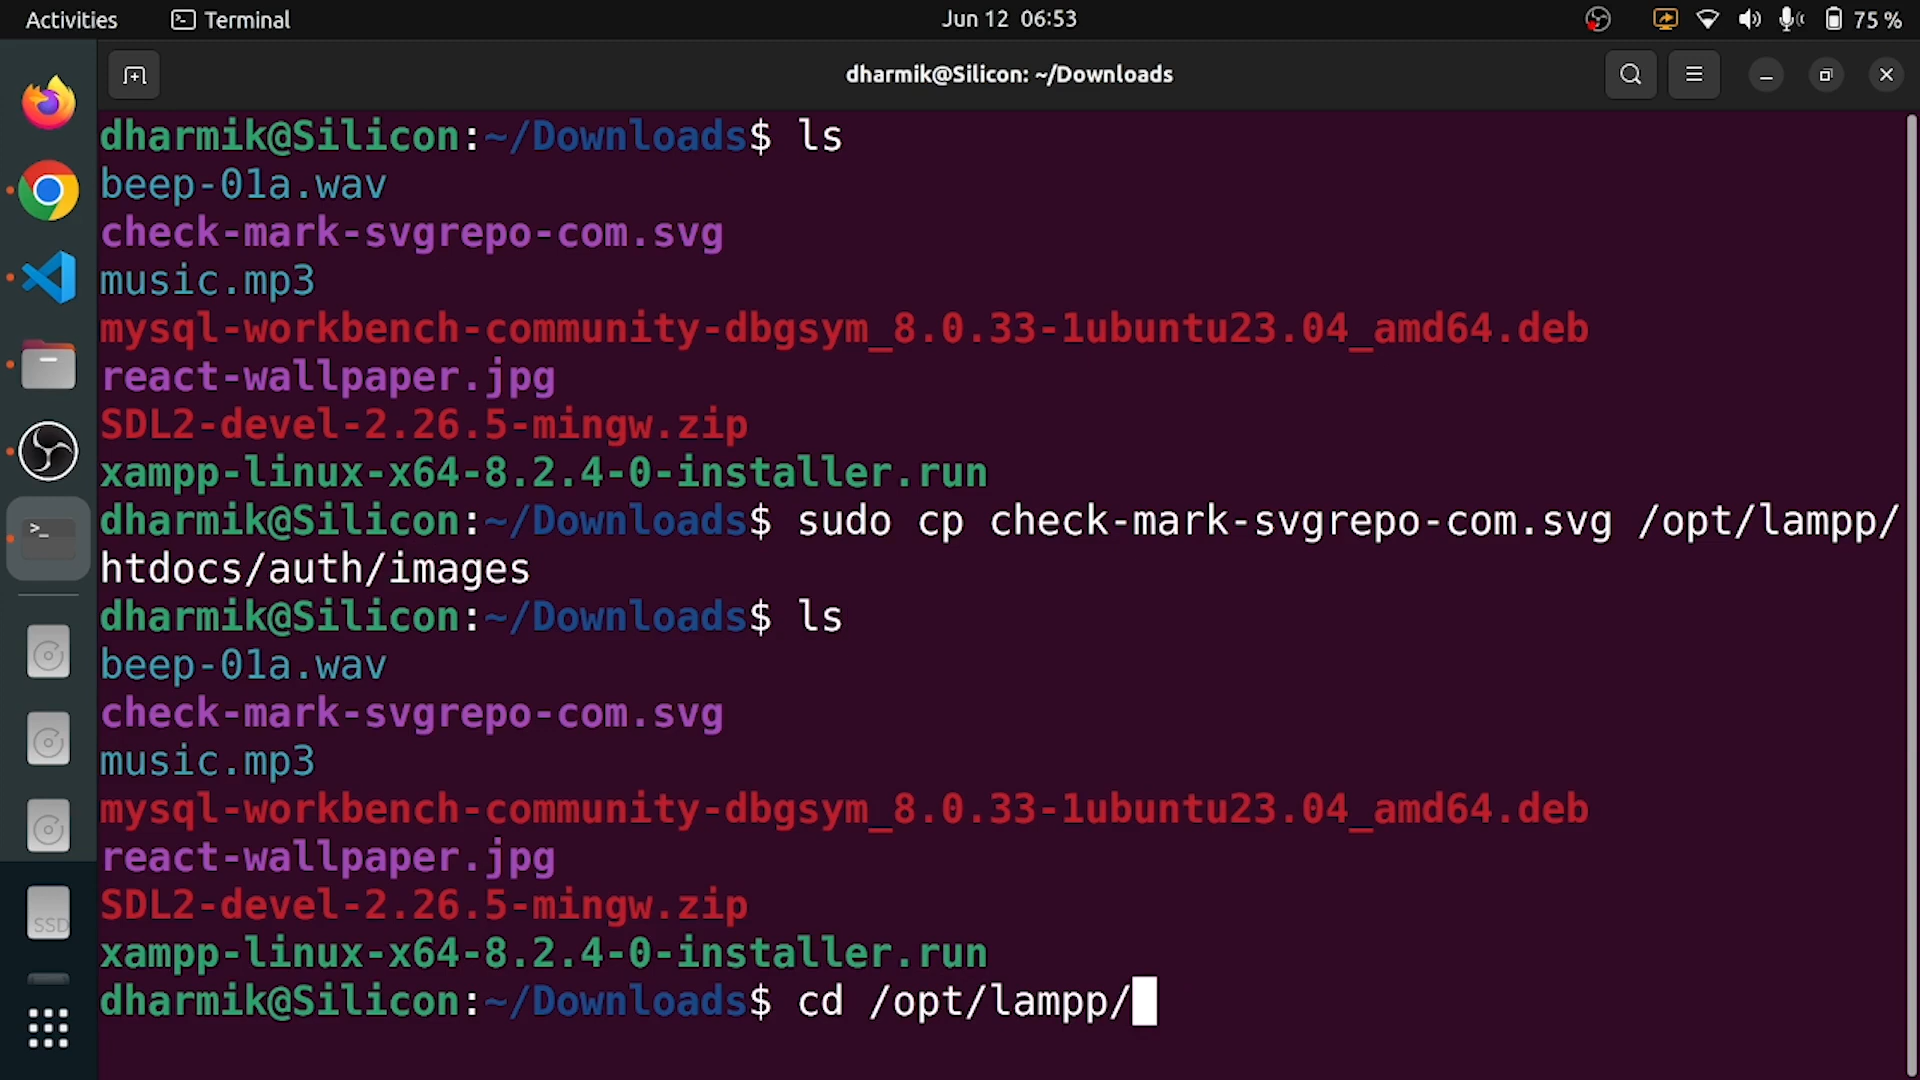 Activities Terminal Jun 12 06:53 75 %
dharmik@Silicon: ~/Downloads
dharmik@Silicon:~/Downloads$ ls
beep-01a.wav
check-mark-svgrepo-com.svg
music.mp3
mysql-workbench-community-dbgsym_8.0.33-1ubuntu23.04_amd64.deb
react-wallpaper.jpg
SDL2-devel-2.26.5-mingw.zip
xampp-linux-x64-8.2.4-0-installer.run
dharmik@Silicon:~/Downloads$ sudo cp check-mark-svgrepo-com.svg /opt/lampp/
htdocs/auth/images
dharmik@Silicon:~/Downloads$ ls
beep-01a.wav
check-mark-svgrepo-com.svg
music.mp3
mysql-workbench-community-dbgsym_8.0.33-1ubuntu23.04_amd64.deb
react-wallpaper.jpg
SDL2-devel-2.26.5-mingw.zip
SSD
xampp-linux-x64-8.2.4-0-installer.run
dharmik@Silicon:~/Downloads$ cd /opt/lampp/